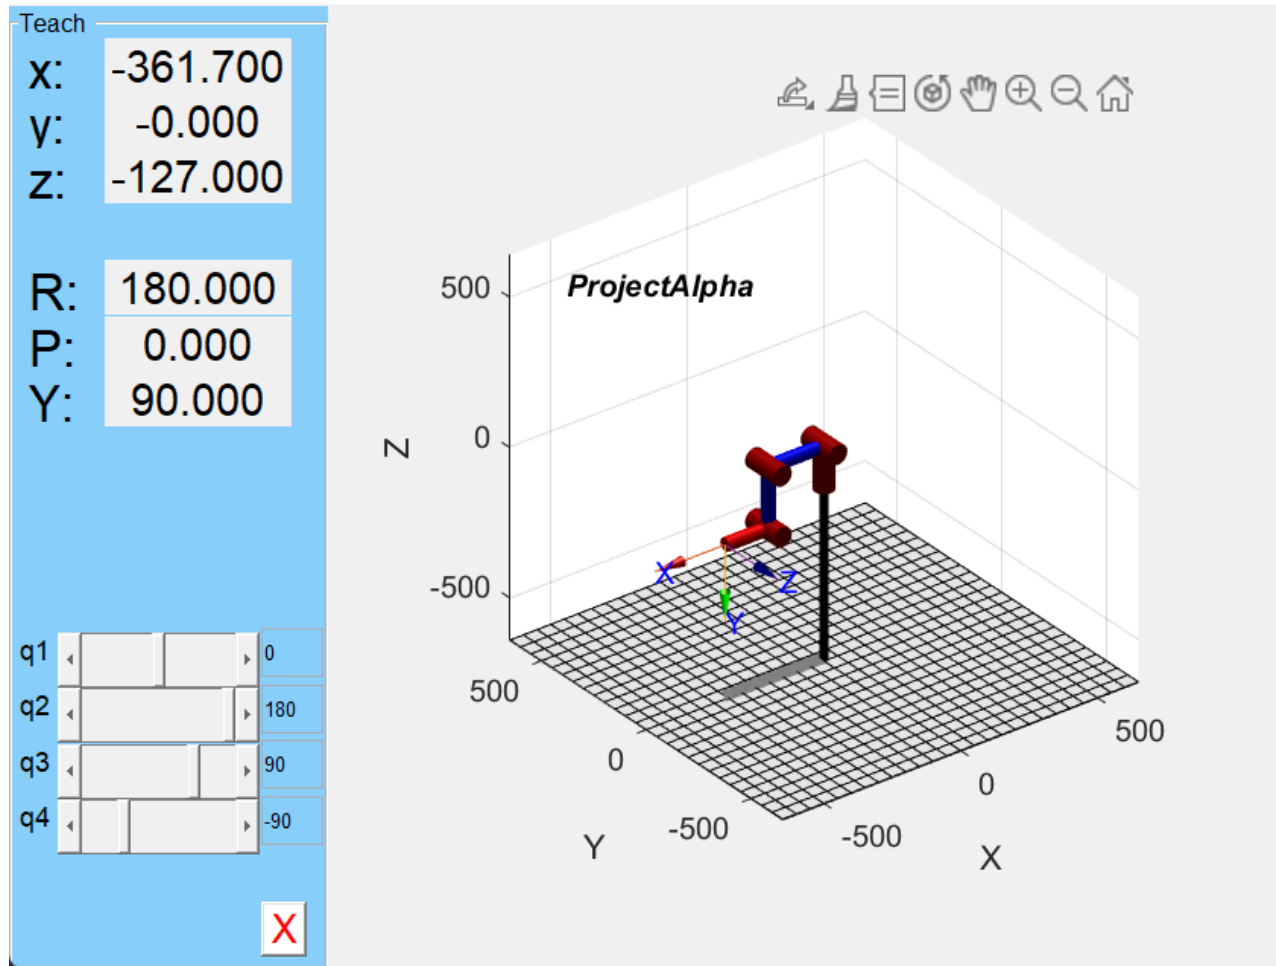 Teach
x: -361.700
y: -0.000
z: -127.000
R: 180.000
P: 0.000
Y: 90.000
q1 0
q2 180
q3 90
q4 -90
X
ProjectAlpha
500
0
-500
Z
500
0
-500
Y
-500
0
500
X
X
Y
Z